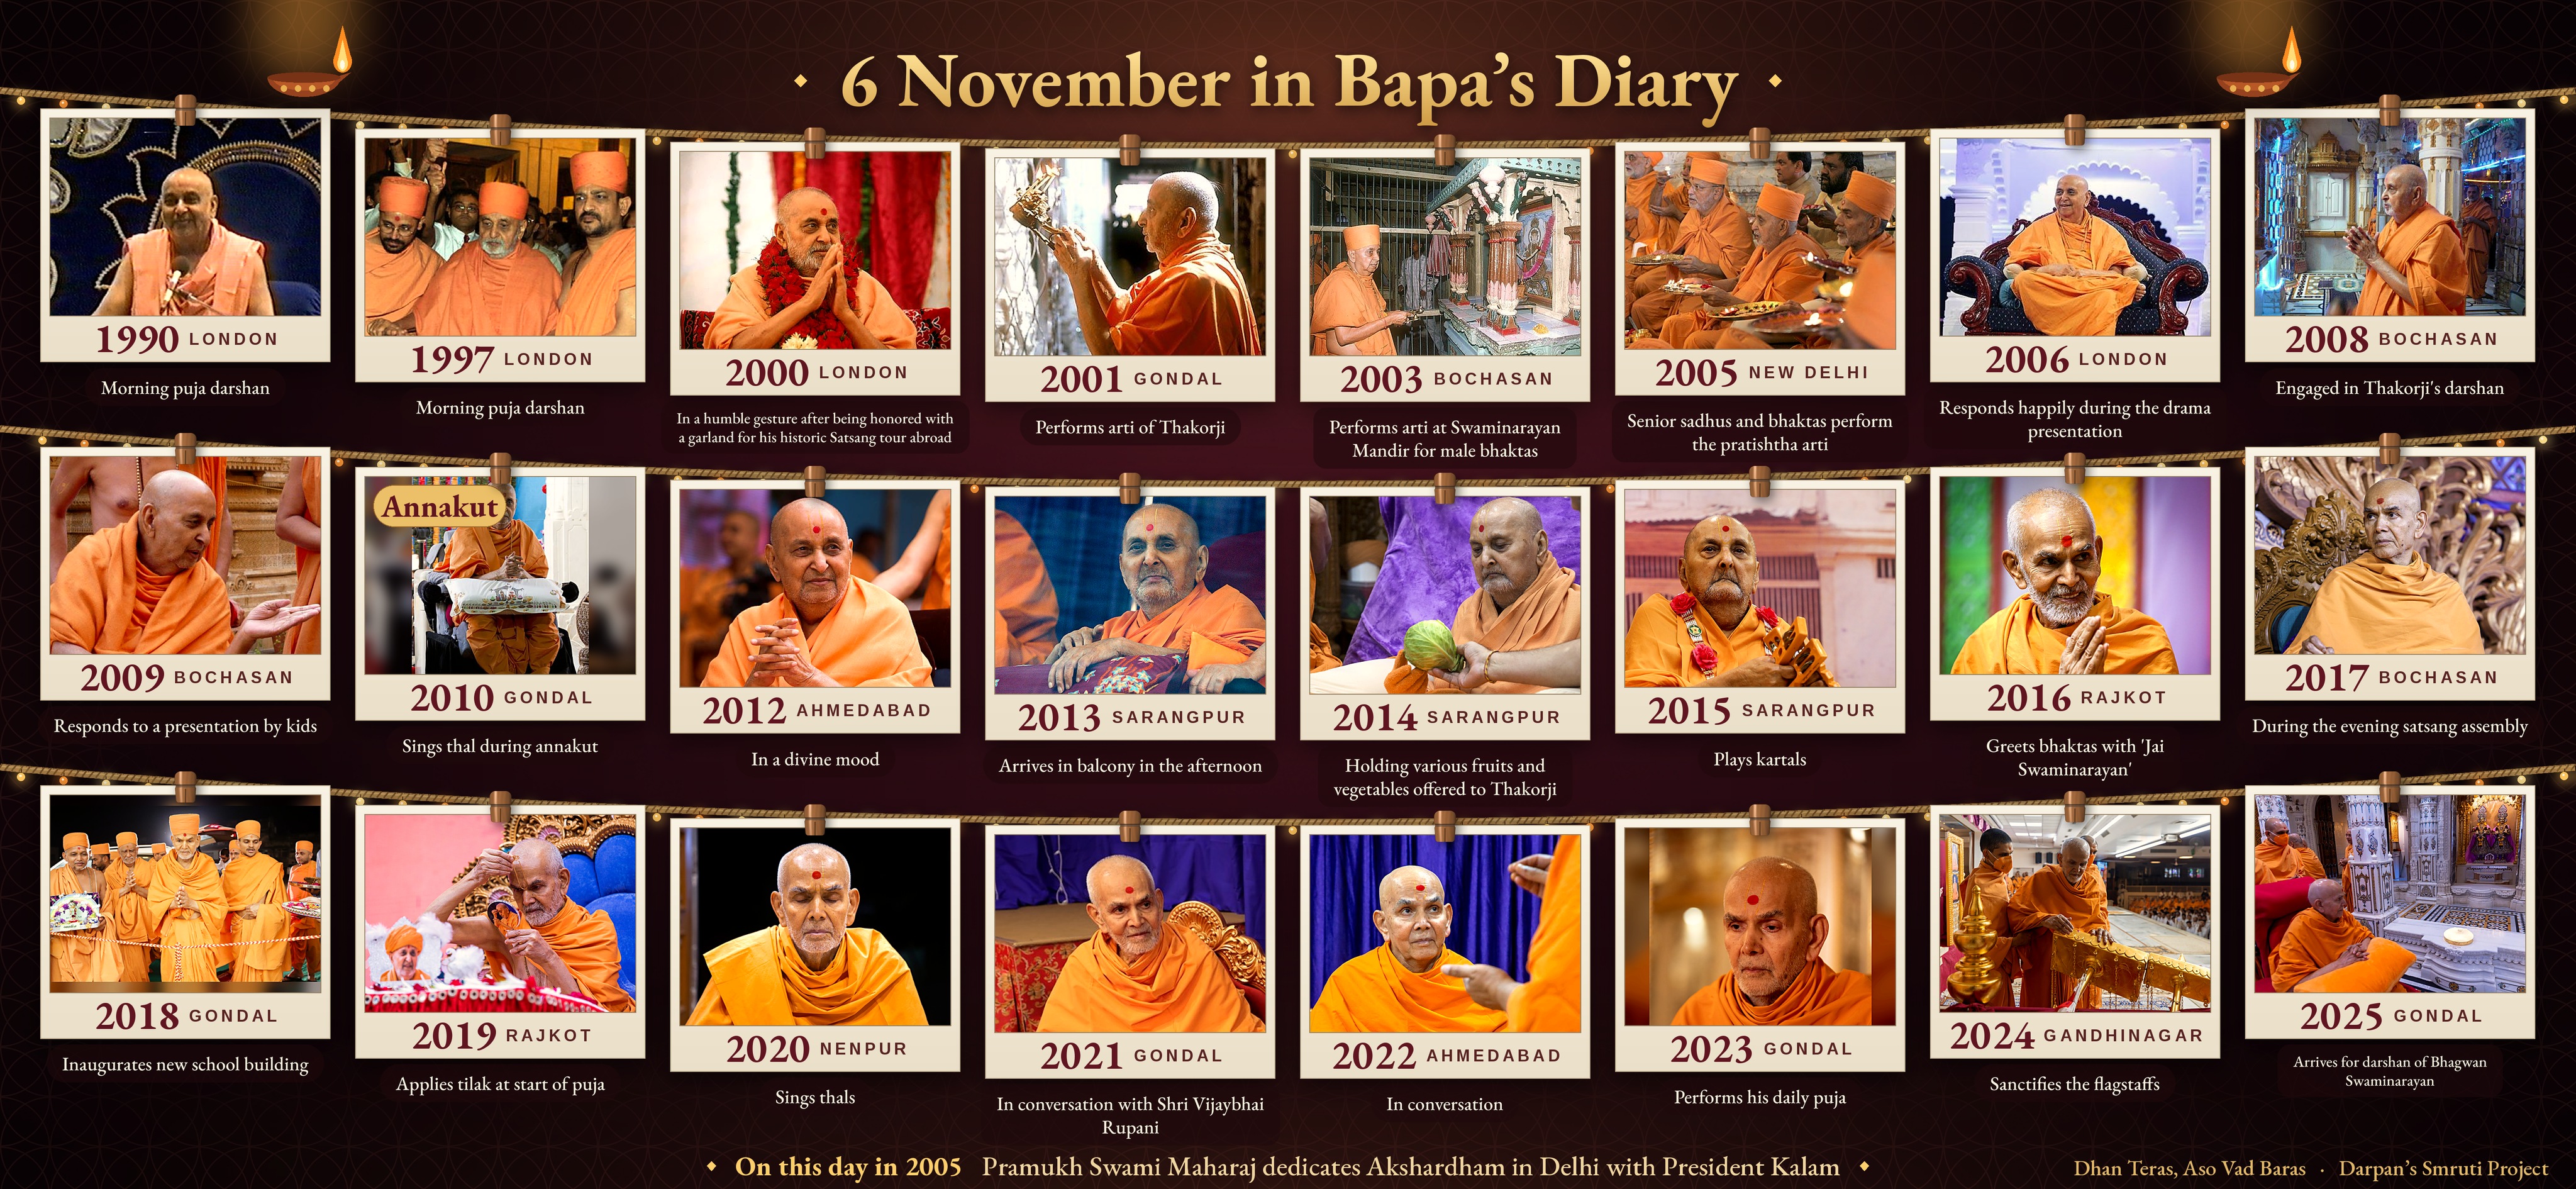 6 November in Bapa’s Diary
1990 LONDON
Morning puja darshan
1997 LONDON
Morning puja darshan
2000 LONDON
In a humble gesture after being honored with
a garland for his historic Satsang tour abroad
2001 GONDAL
Performs arti of Thakorji
2003 BOCHASAN
Performs arti at Swaminarayan
Mandir for male bhaktas
2005 NEW DELHI
Senior sadhus and bhaktas perform
the pratishtha arti
2006 LONDON
Responds happily during the drama
presentation
2008 BOCHASAN
Engaged in Thakorji's darshan
2009 BOCHASAN
Responds to a presentation by kids
Annakut
2010 GONDAL
Sings thal during annakut
2012 AHMEDABAD
In a divine mood
2013 SARANGPUR
Arrives in balcony in the afternoon
2014 SARANGPUR
Holding various fruits and
vegetables offered to Thakorji
2015 SARANGPUR
Plays kartals
2016 RAJKOT
Greets bhaktas with 'Jai
Swaminarayan'
2017 BOCHASAN
During the evening satsang assembly
2018 GONDAL
Inaugurates new school building
2019 RAJKOT
Applies tilak at start of puja
2020 NENPUR
Sings thals
2021 GONDAL
In conversation with Shri Vijaybhai
Rupani
2022 AHMEDABAD
In conversation
2023 GONDAL
Performs his daily puja
2024 GANDHINAGAR
Sanctifies the flagstaffs
2025 GONDAL
Arrives for darshan of Bhagwan
Swaminarayan
On this day in 2005 Pramukh Swami Maharaj dedicates Akshardham in Delhi with President Kalam
Dhan Teras, Aso Vad Baras · Darpan’s Smruti Project